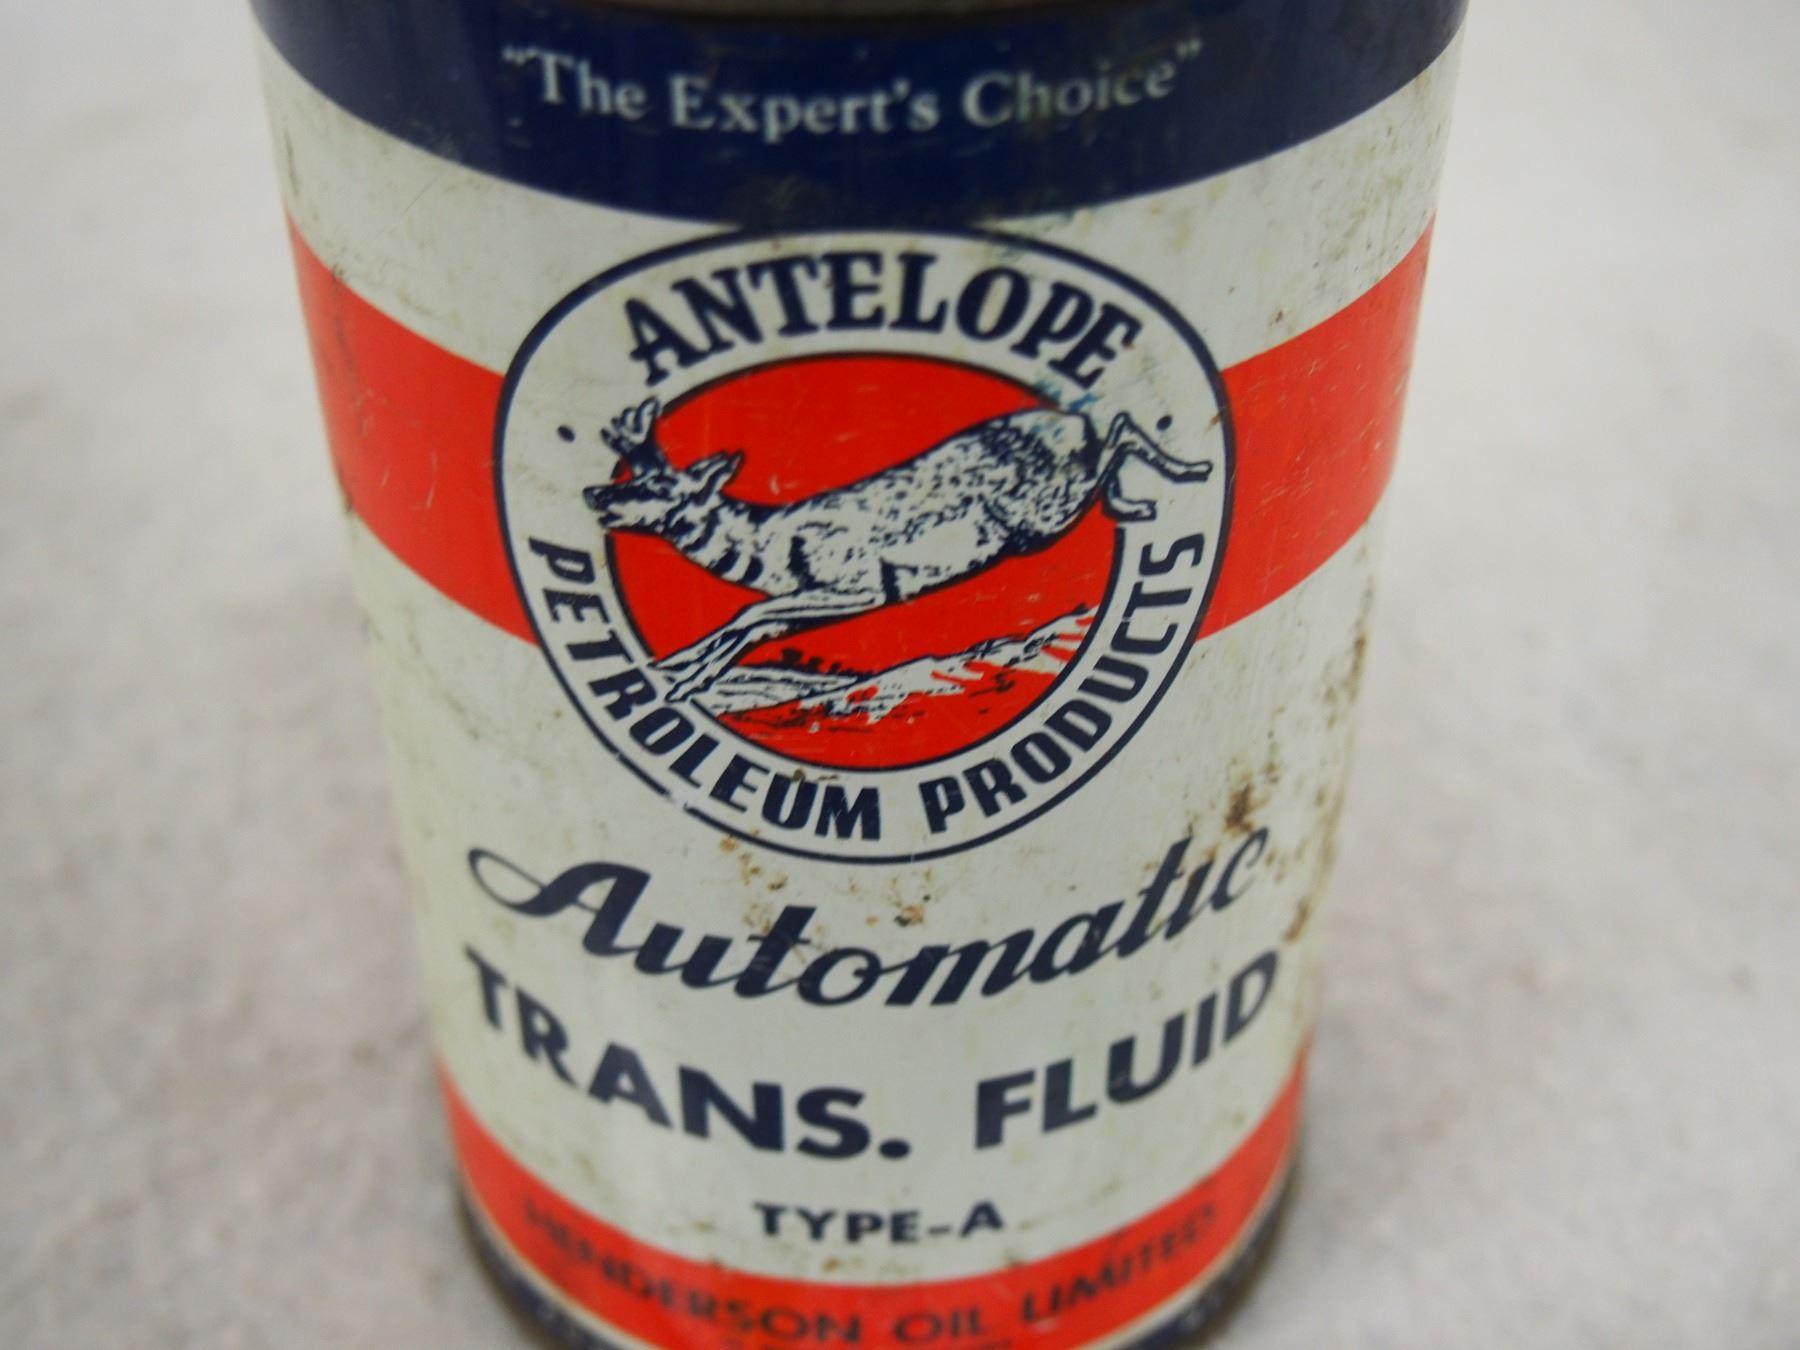 "The Expert's Choice"
ANTELOPE
PETROLEUM PRODUCTS
Automatic
TRANS. FLUID
TYPE-A
HENDERSON OIL LIMITED